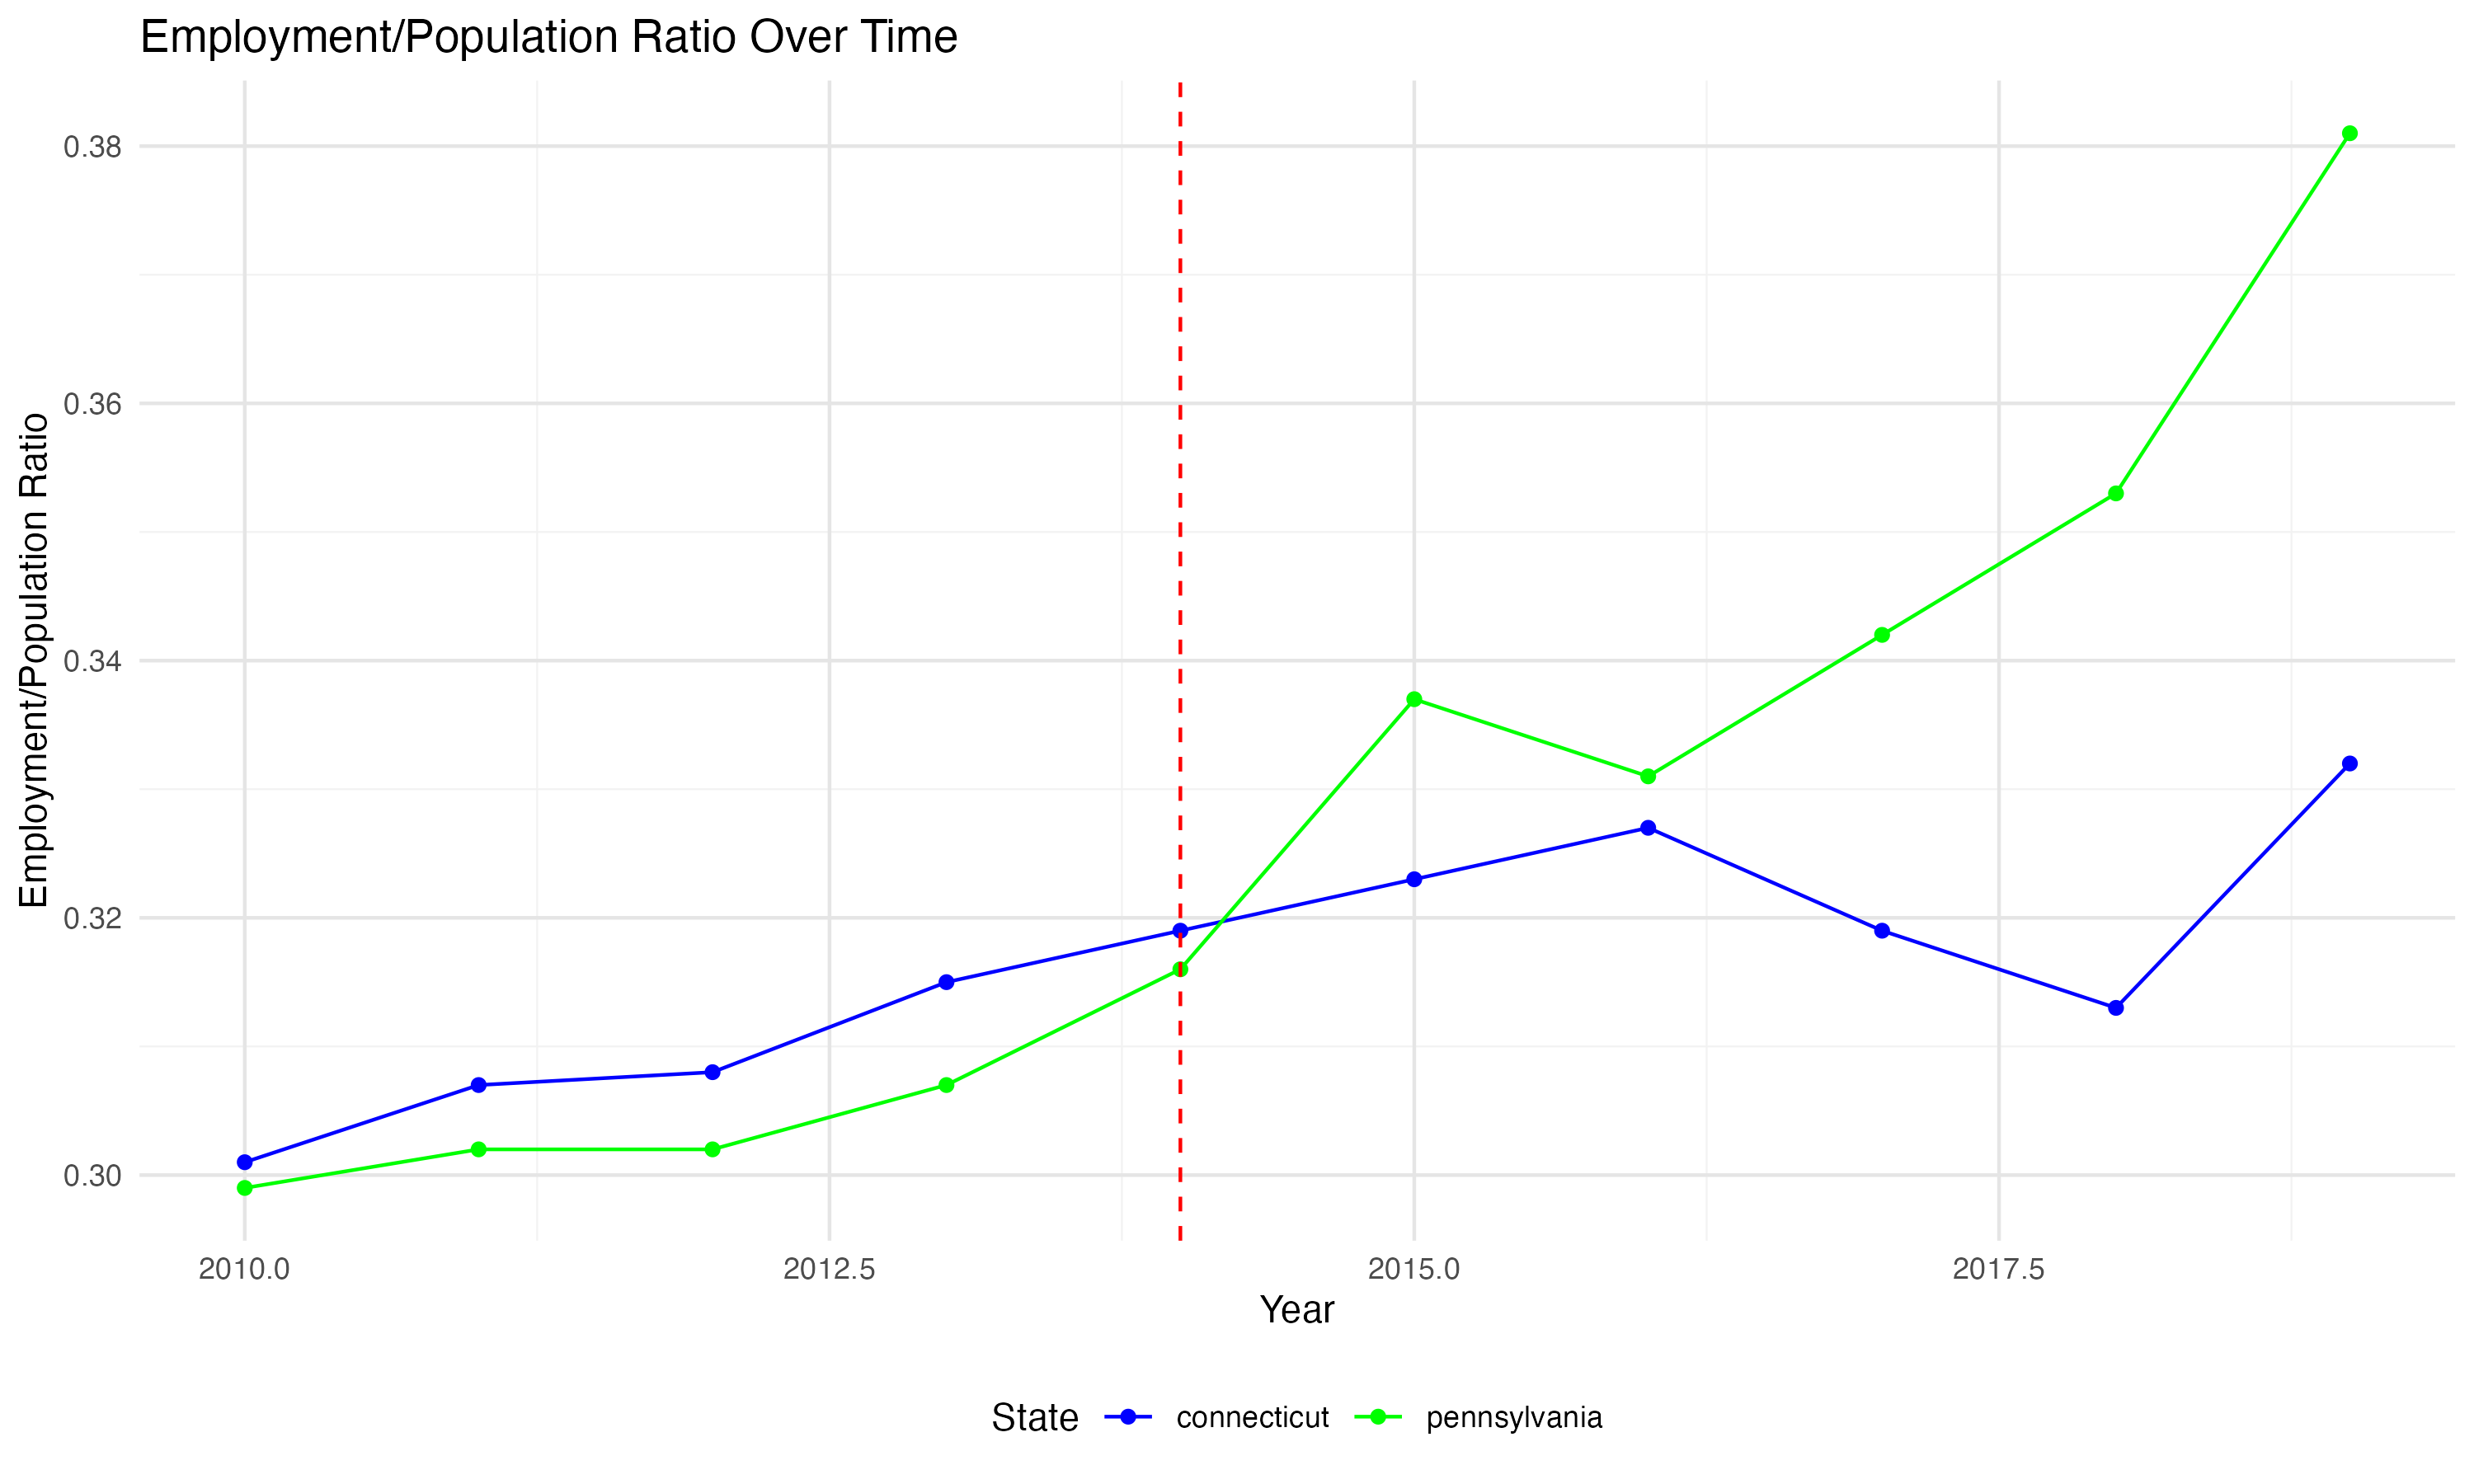 Employment/Population Ratio Over Time
Employment/Population Ratio
0.38
0.36
0.34
0.32
0.30
2010.0 2012.5 2015.0 2017.5
Year
State connecticut pennsylvania